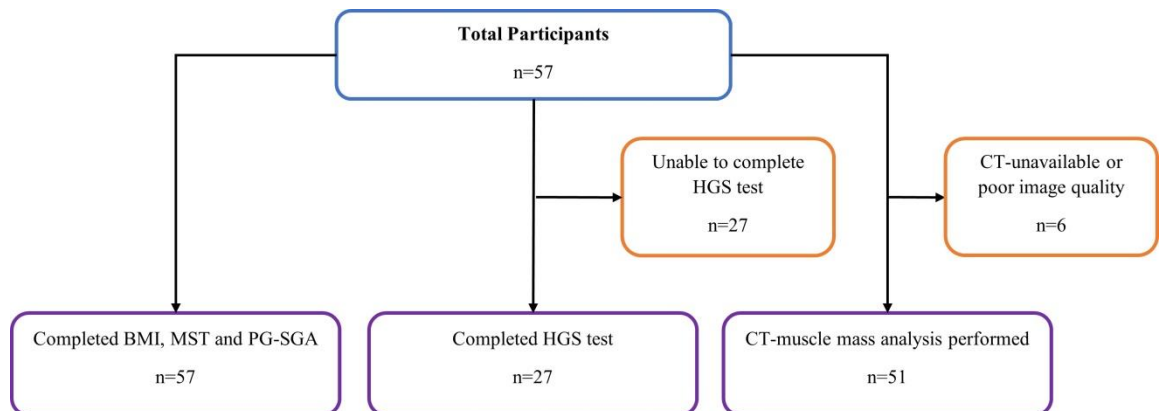 Total Participants
n=57
Unable to complete
HGS test
n=27
CT-unavailable or
poor image quality
n=6
Completed BMI, MST and PG-SGA
n=57
Completed HGS test
n=27
CT-muscle mass analysis performed
n=51